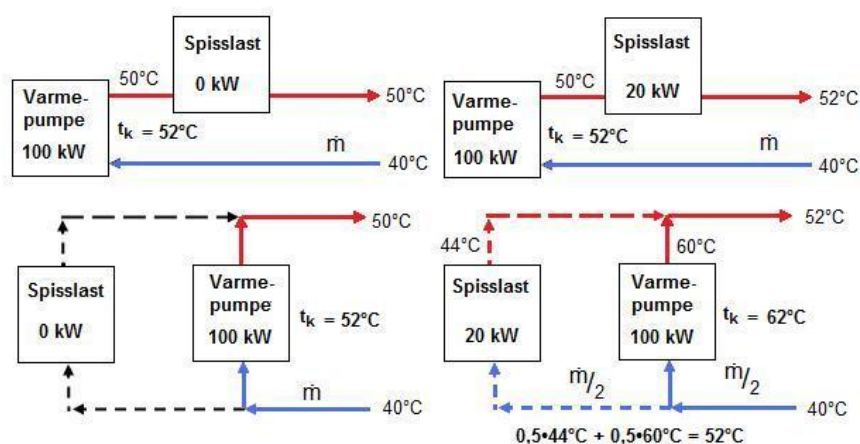 Spisslast
0 kW
50°C
50°C
Varme-
pumpe
100 kW
tk = 52°C
ṁ
40°C
Spisslast
20 kW
50°C
52°C
Varme-
pumpe
100 kW
tk = 52°C
ṁ
40°C
50°C
Spisslast
0 kW
Varme-
pumpe
100 kW
tk = 52°C
ṁ
40°C
52°C
44°C
60°C
Spisslast
20 kW
Varme-
pumpe
100 kW
tk = 62°C
ṁ/2
ṁ/2
40°C
0,5•44°C + 0,5•60°C = 52°C